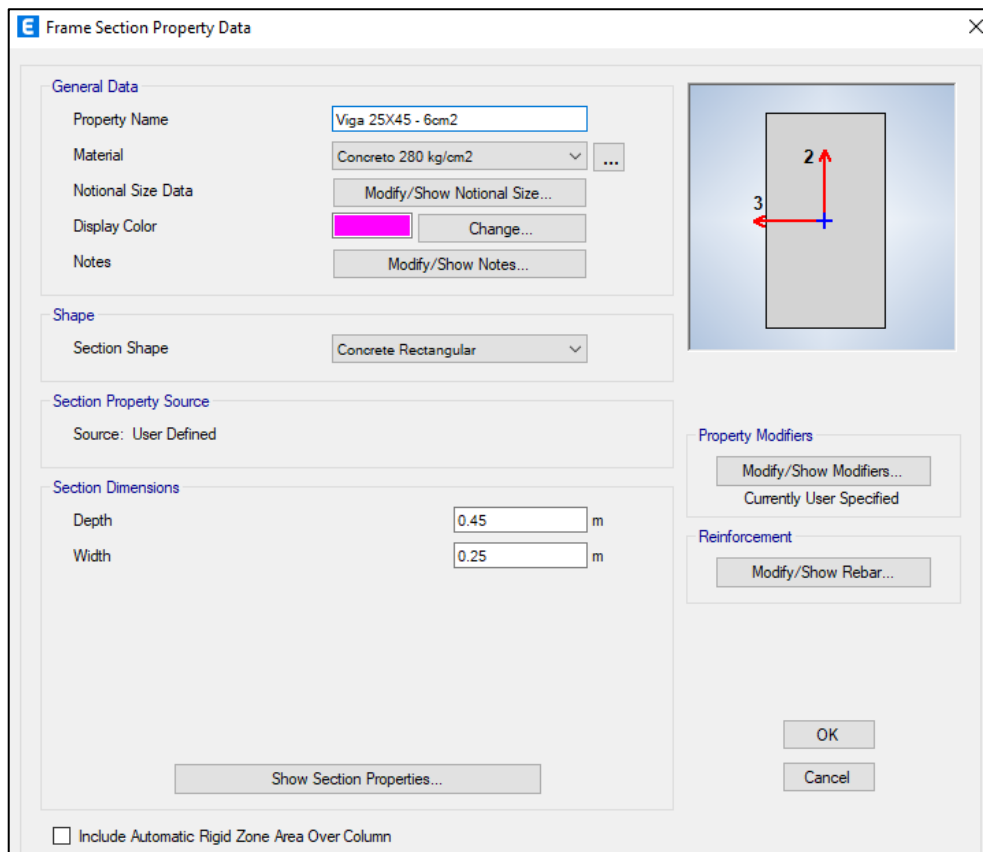 E Frame Section Property Data
General Data
Property Name Viga 25X45 - 6cm2
Material Concreto 280 kg/cm2 ...
Notional Size Data Modify/Show Notional Size...
Display Color Change...
Notes Modify/Show Notes...
Shape
Section Shape Concrete Rectangular
Section Property Source
Source: User Defined
Section Dimensions
Depth 0.45 m
Width 0.25 m
Show Section Properties...
Include Automatic Rigid Zone Area Over Column
2
3
Property Modifiers
Modify/Show Modifiers...
Currently User Specified
Reinforcement
Modify/Show Rebar...
OK
Cancel